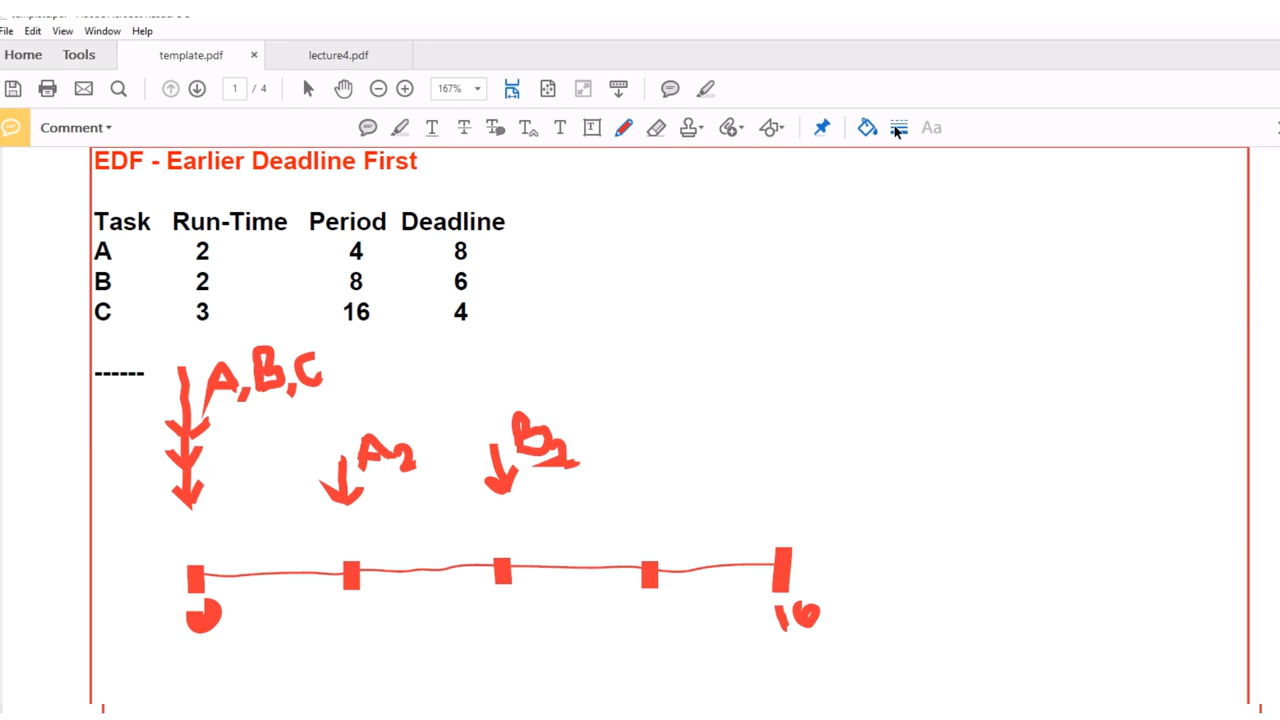 File Edit View Window Help
Home Tools template.pdf × lecture4.pdf
1 / 4 167%
Comment
Aa
EDF - Earlier Deadline First
Task Run-Time Period Deadline
A 2 4 8
B 2 8 6
C 3 16 4
------
A,B,C
A2
B2
0
16